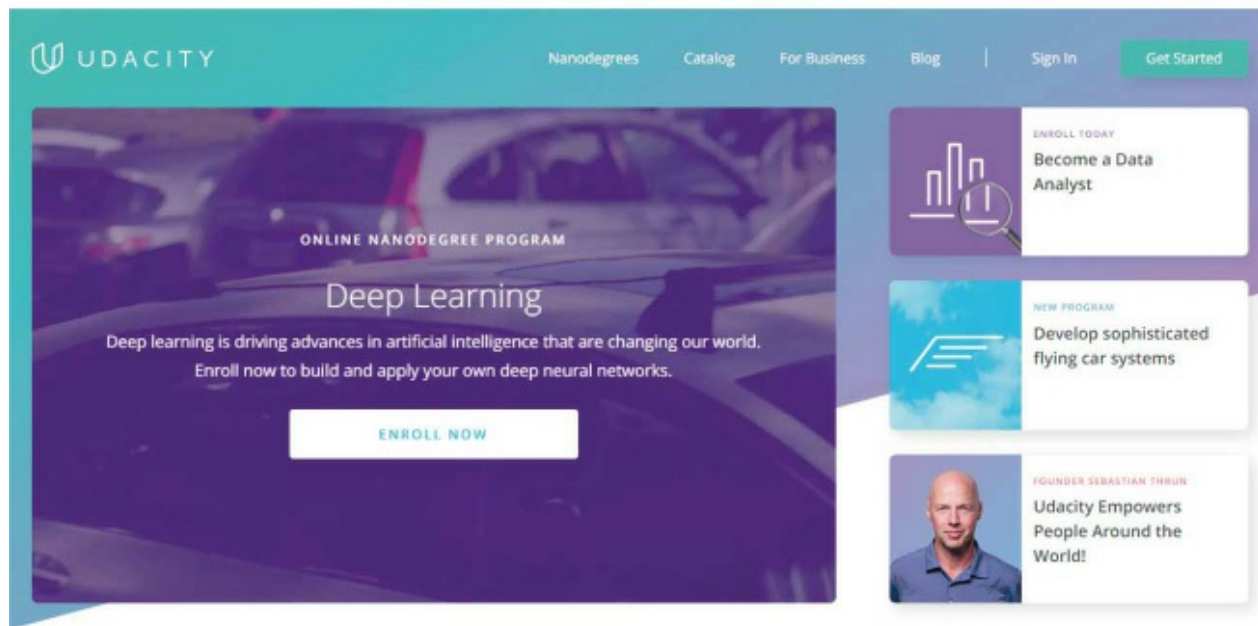 UDACITY
Nanodegrees Catalog For Business Blog Sign In Get Started
ONLINE NANODEGREE PROGRAM
Deep Learning
Deep learning is driving advances in artificial intelligence that are changing our world.
Enroll now to build and apply your own deep neural networks.
ENROLL NOW
ENROLL TODAY
Become a Data
Analyst
NEW PROGRAM
Develop sophisticated
flying car systems
FOUNDER SEBASTIAN THRUN
Udacity Empowers
People Around the
World!